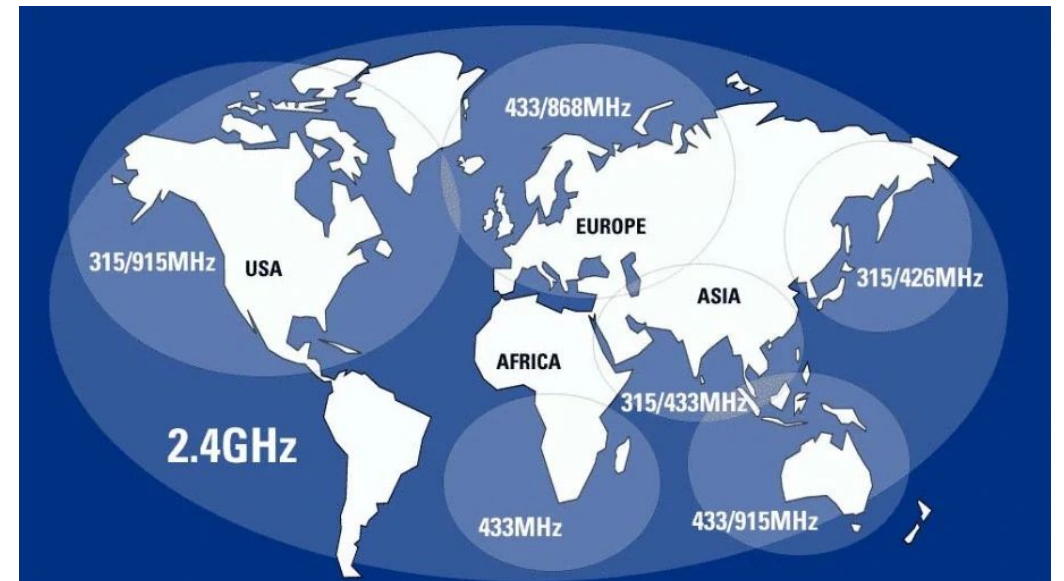 433/868MHz
EUROPE
315/915MHz
USA
315/426MHz
ASIA
AFRICA
315/433MHz
2.4GHz
433MHz
433/915MHz